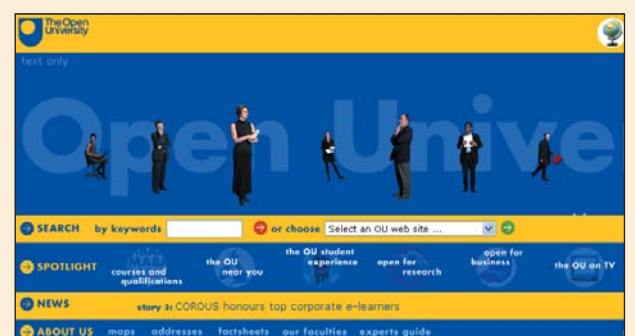 The Open
University
text only
Open Unive
SEARCH by keywords or choose Select an OU web site ...
SPOTLIGHT courses and qualifications the OU near you the OU student experience open for research open for business the OU on TV
NEWS story 3: COROUS honours top corporate e-learners
ABOUT US maps addresses factsheets our faculties experts guide